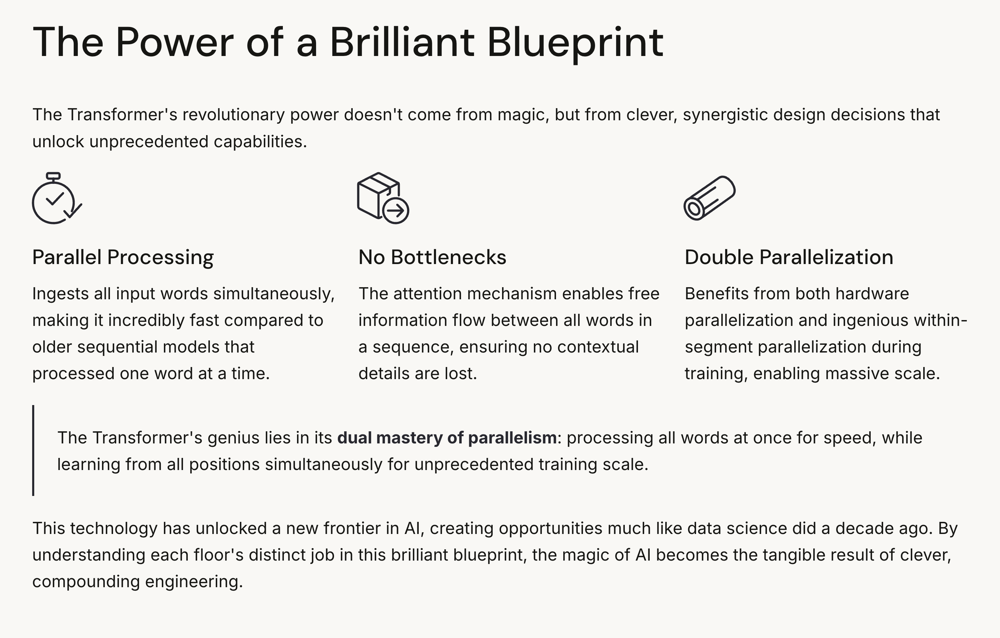 The Power of a Brilliant Blueprint
The Transformer's revolutionary power doesn't come from magic, but from clever, synergistic design decisions that
unlock unprecedented capabilities.
Parallel Processing
Ingests all input words simultaneously,
making it incredibly fast compared to
older sequential models that
processed one word at a time.
No Bottlenecks
The attention mechanism enables free
information flow between all words in
a sequence, ensuring no contextual
details are lost.
Double Parallelization
Benefits from both hardware
parallelization and ingenious within-
segment parallelization during
training, enabling massive scale.
The Transformer's genius lies in its dual mastery of parallelism: processing all words at once for speed, while
learning from all positions simultaneously for unprecedented training scale.
This technology has unlocked a new frontier in AI, creating opportunities much like data science did a decade ago. By
understanding each floor's distinct job in this brilliant blueprint, the magic of AI becomes the tangible result of clever,
compounding engineering.